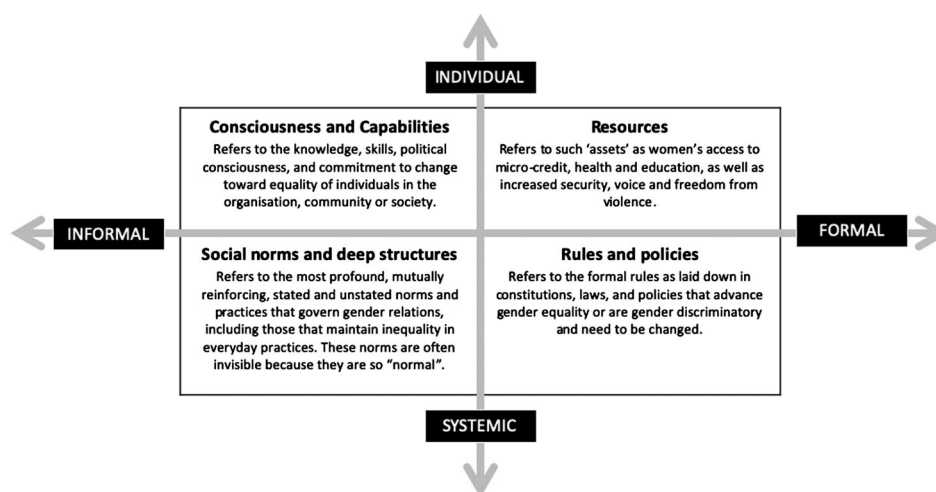 INDIVIDUAL
Consciousness and Capabilities
Refers to the knowledge, skills, political
consciousness, and commitment to change
toward equality of individuals in the
organisation, community or society.
Resources
Refers to such ‘assets’ as women’s access to
micro-credit, health and education, as well as
increased security, voice and freedom from
violence.
INFORMAL
FORMAL
Social norms and deep structures
Refers to the most profound, mutually
reinforcing, stated and unstated norms and
practices that govern gender relations,
including those that maintain inequality in
everyday practices. These norms are often
invisible because they are so “normal”.
Rules and policies
Refers to the formal rules as laid down in
constitutions, laws, and policies that advance
gender equality or are gender discriminatory
and need to be changed.
SYSTEMIC